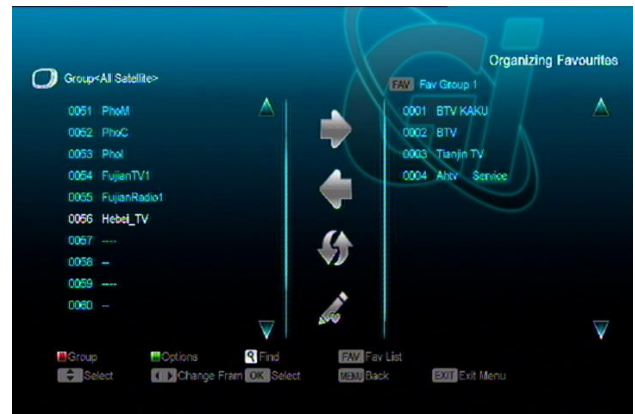 Organizing Favourites
Group<All Satellite>
FAV Fav Group 1
0051 PhoM
0052 PhoC
0053 Phol
0054 FujianTV1
0055 FujianRadio1
0056 Hebei_TV
0057 ----
0058 --
0059 ----
0060 --
0001 BTV KAKU
0002 BTV
0003 Tianjin TV
0004 Ahtv Service
Group Options Find FAV Fav List
Select Change Fram OK Select MENU Back EXIT Exit Menu